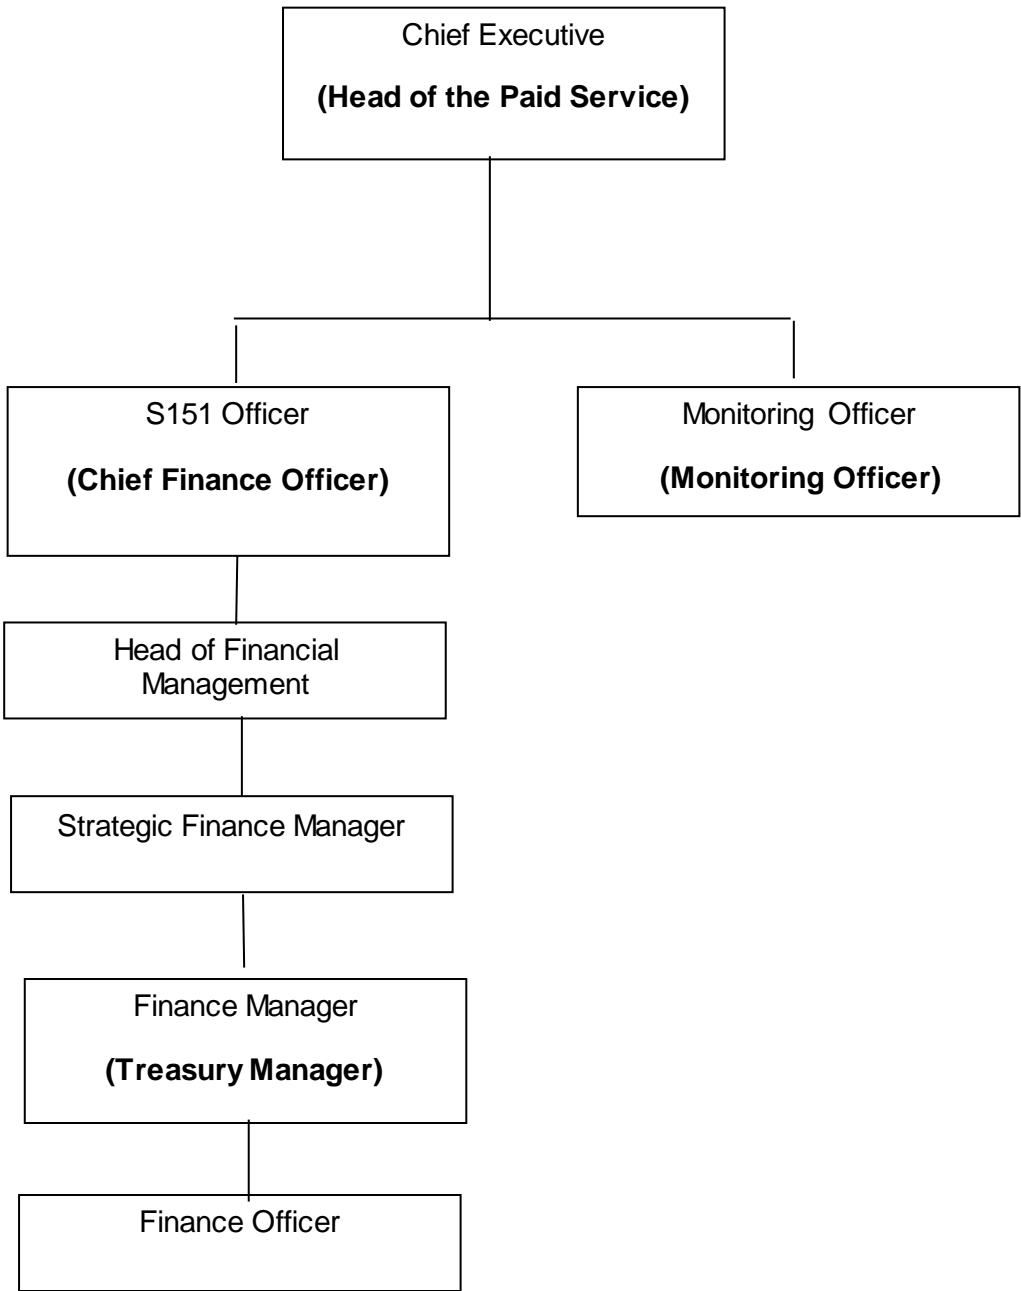 Chief Executive
(Head of the Paid Service)
S151 Officer
(Chief Finance Officer)
Monitoring Officer
(Monitoring Officer)
Head of Financial
Management
Strategic Finance Manager
Finance Manager
(Treasury Manager)
Finance Officer